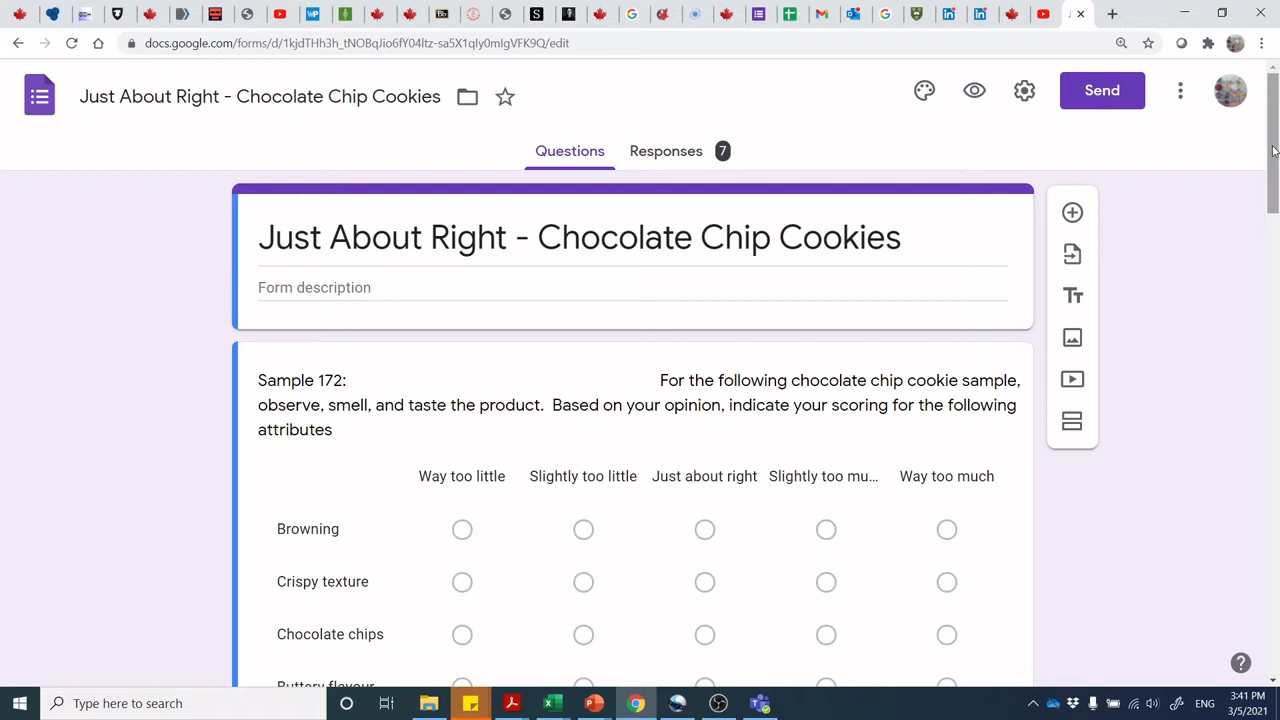 docs.google.com/forms/d/1kjdTHh3h_tNOBqJio6fY04ltz-sa5X1qly0mIgVFK9Q/edit
Just About Right - Chocolate Chip Cookies
Send
Questions
Responses 7
Just About Right - Chocolate Chip Cookies
Form description
Sample 172: For the following chocolate chip cookie sample,
observe, smell, and taste the product. Based on your opinion, indicate your scoring for the following
attributes
Way too little Slightly too little Just about right Slightly too mu... Way too much
Browning
Crispy texture
Chocolate chips
Buttery flavour
Type here to search
ENG
3:41 PM
3/5/2021